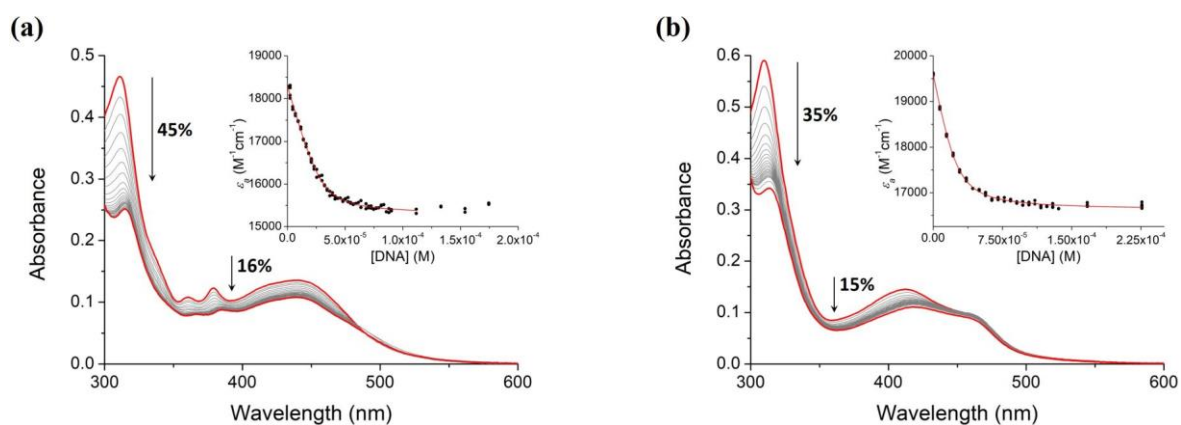 (a)
0.5
0.4
0.3
0.2
0.1
0.0
Absorbance
300
400
500
600
Wavelength (nm)
45%
16%
19000
18000
17000
16000
15000
εₐ (M⁻¹cm⁻¹)
0.0
5.0x10⁻⁵
1.0x10⁻⁴
1.5x10⁻⁴
2.0x10⁻⁴
[DNA] (M)
(b)
0.6
0.5
0.4
0.3
0.2
0.1
0.0
Absorbance
300
400
500
600
Wavelength (nm)
35%
15%
20000
19000
18000
17000
εₐ (M⁻¹cm⁻¹)
0.00
7.50x10⁻⁵
1.50x10⁻⁴
2.25x10⁻⁴
[DNA] (M)